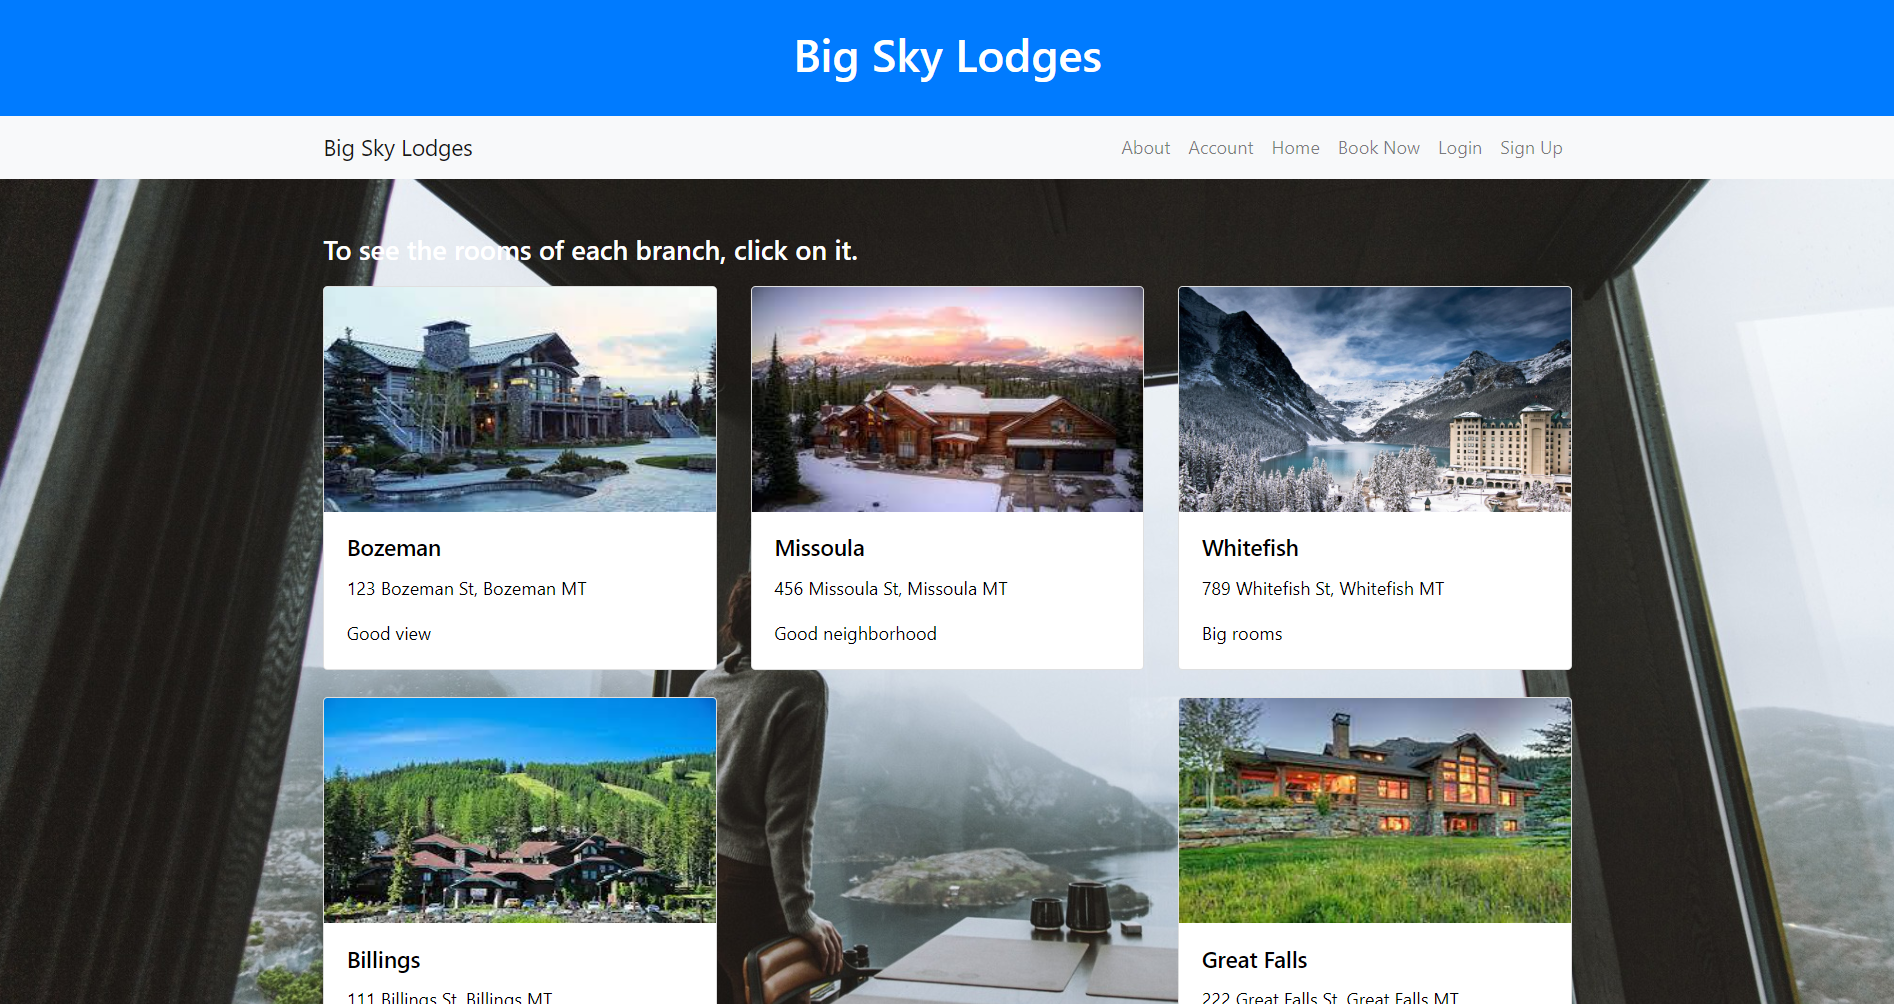 Big Sky Lodges
Big Sky Lodges
About Account Home Book Now Login Sign Up
To see the rooms of each branch, click on it.
Bozeman
123 Bozeman St, Bozeman MT
Good view
Missoula
456 Missoula St, Missoula MT
Good neighborhood
Whitefish
789 Whitefish St, Whitefish MT
Big rooms
Billings
111 Billings St, Billings MT
Great Falls
222 Great Falls St, Great Falls MT